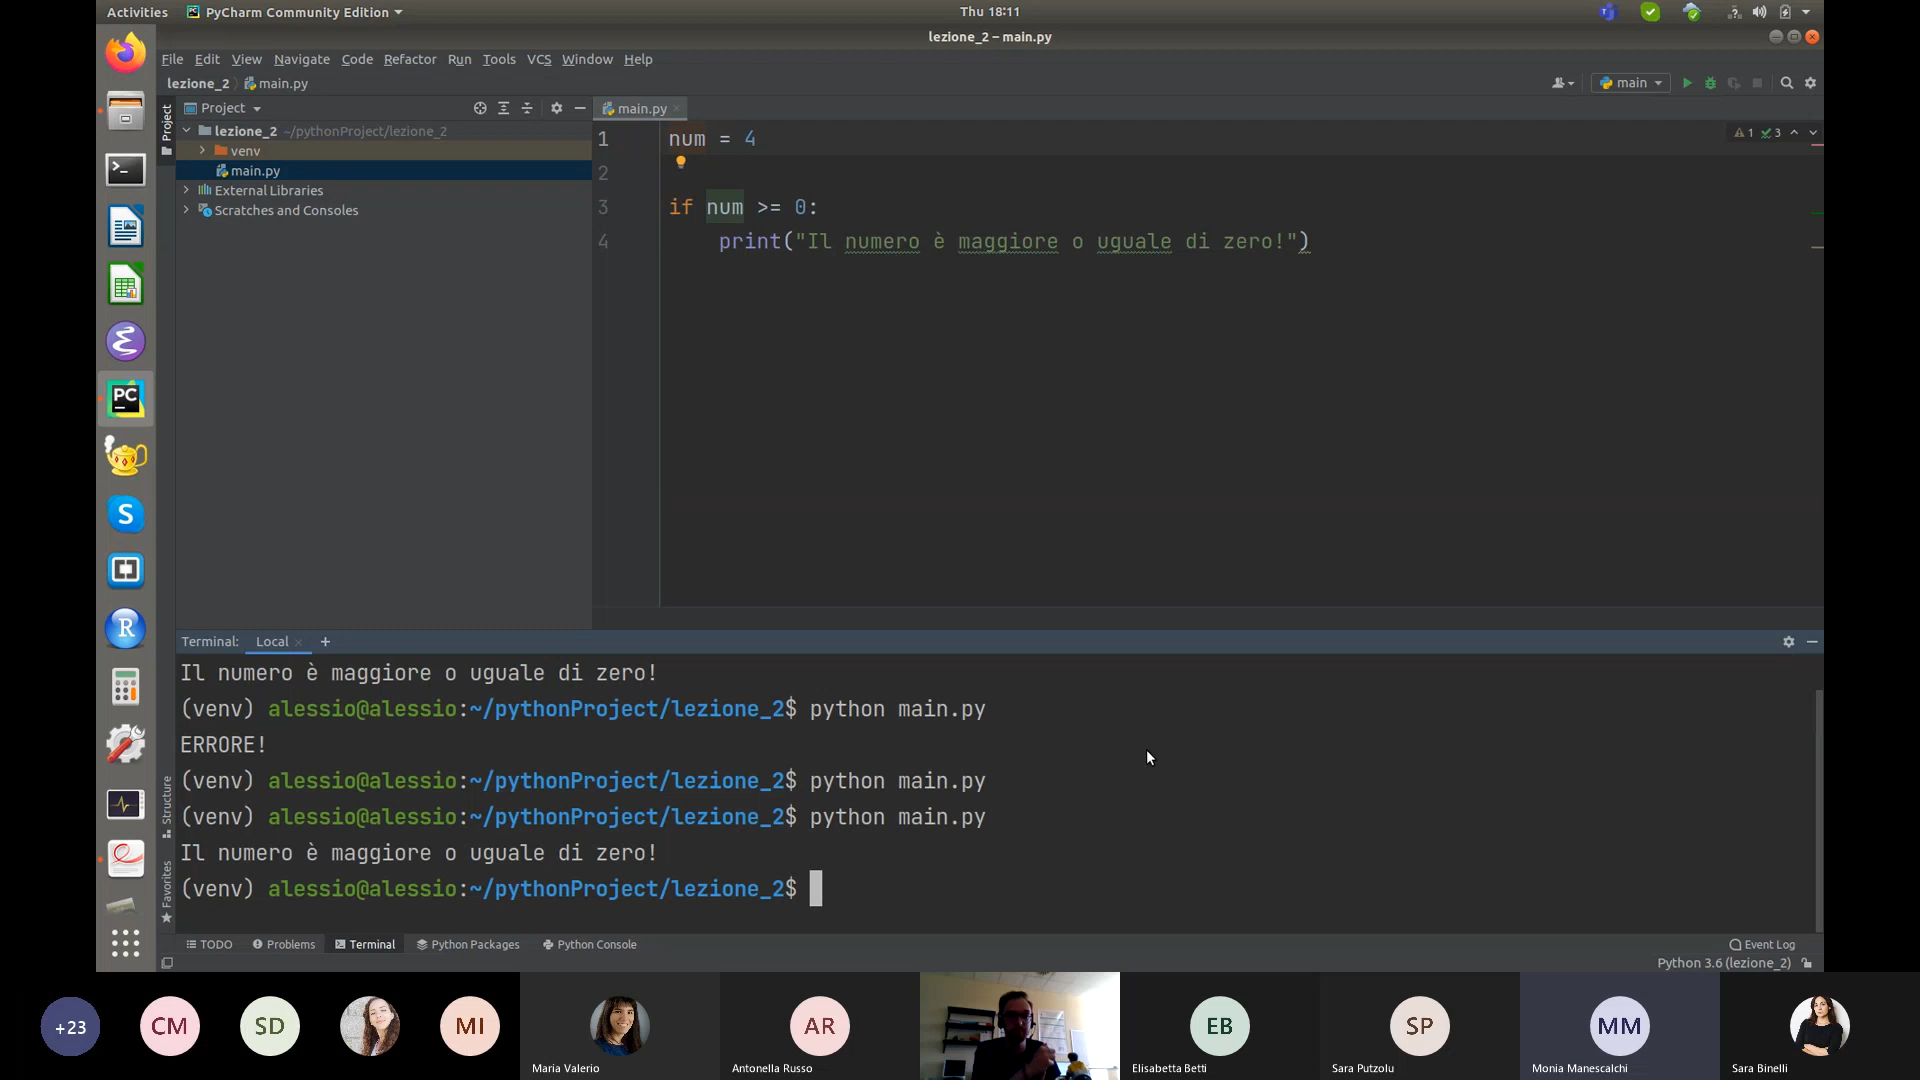 Activities PyCharm Community Edition Thu 18:11
lezione_2 – main.py
File Edit View Navigate Code Refactor Run Tools VCS Window Help
lezione_2 main.py main
Project main.py
lezione_2 ~/pythonProject/lezione_2
venv
main.py
External Libraries
Scratches and Consoles
Project
1 num = 4
2
3 if num >= 0:
4 print("Il numero è maggiore o uguale di zero!")
1 3
Terminal: Local +
Il numero è maggiore o uguale di zero!
(venv) alessio@alessio:~/pythonProject/lezione_2$ python main.py
ERRORE!
(venv) alessio@alessio:~/pythonProject/lezione_2$ python main.py
(venv) alessio@alessio:~/pythonProject/lezione_2$ python main.py
Il numero è maggiore o uguale di zero!
(venv) alessio@alessio:~/pythonProject/lezione_2$
Structure
Favorites
TODO Problems Terminal Python Packages Python Console Event Log
Python 3.6 (lezione_2)
+23 CM SD MI AR EB SP MM
Maria Valerio Antonella Russo Elisabetta Betti Sara Putzolu Monia Manescalchi Sara Binelli